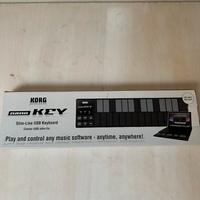 KORG
nano KEY
Slim-Line USB Keyboard
Play and control any music software - anytime, anywhere!